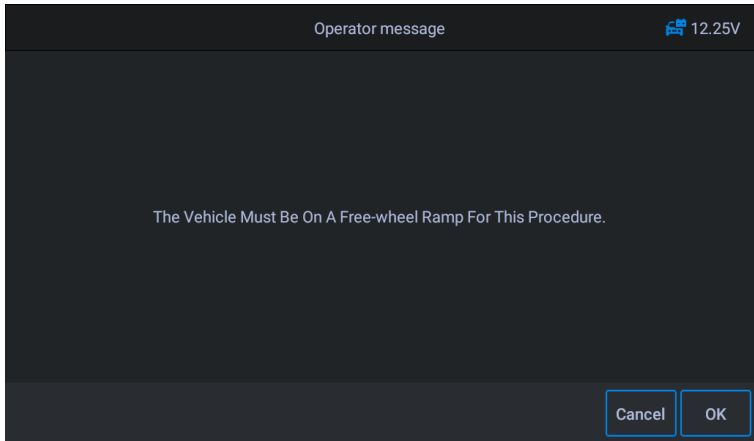 Operator message
12.25V
The Vehicle Must Be On A Free-wheel Ramp For This Procedure.
Cancel
OK